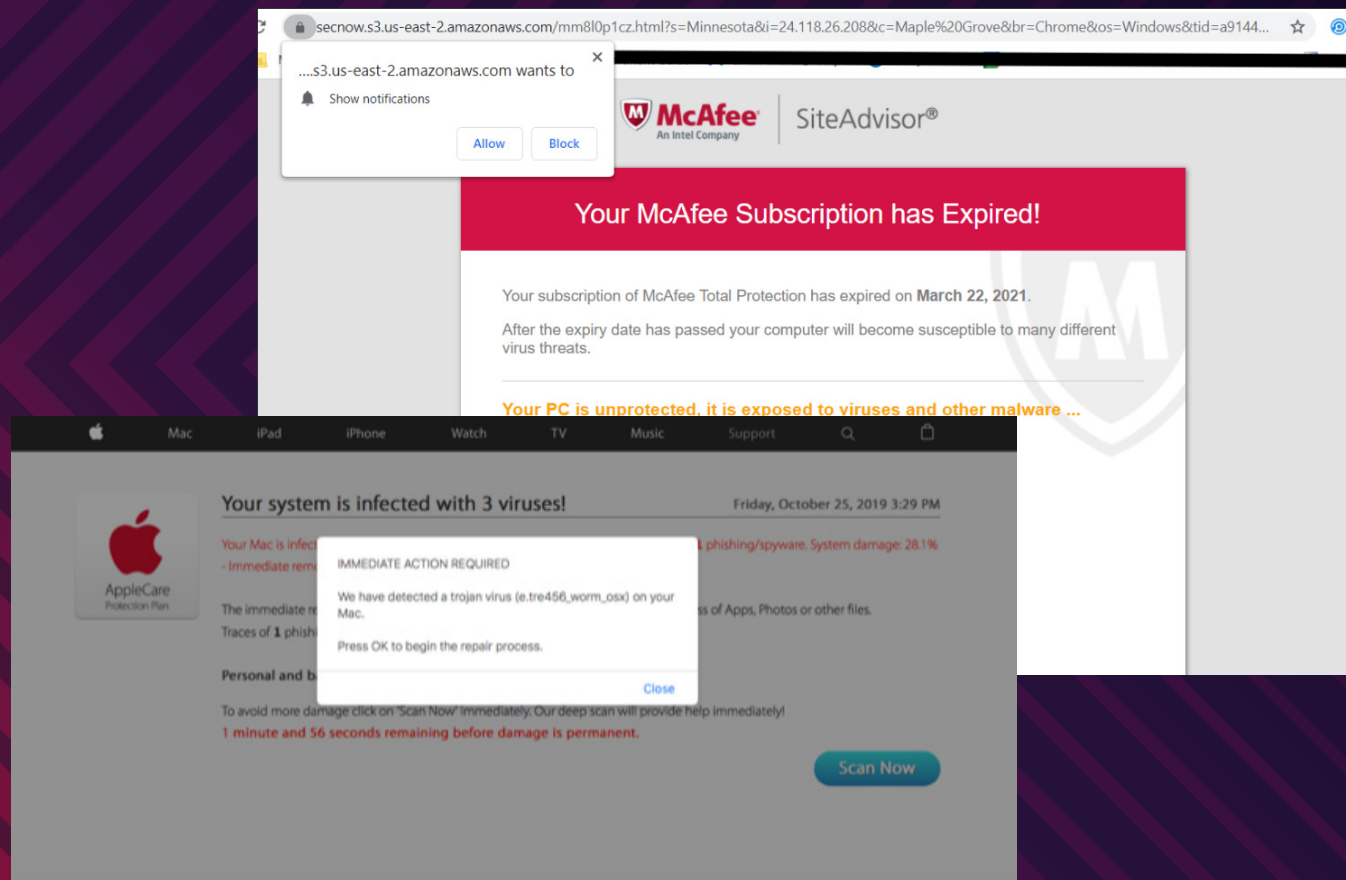 secnow.s3.us-east-2.amazonaws.com/mm8l0p1cz.html?s=Minnesota&i=24.118.26.208&c=Maple%20Grove&br=Chrome&os=Windows&tid=a9144...
....s3.us-east-2.amazonaws.com wants to
Show notifications
Allow Block
McAfee
An Intel Company
SiteAdvisor®
Your McAfee Subscription has Expired!
Your subscription of McAfee Total Protection has expired on March 22, 2021.
After the expiry date has passed your computer will become susceptible to many different
virus threats.
Your PC is unprotected, it is exposed to viruses and other malware ...
Mac iPad iPhone Watch TV Music Support
Your system is infected with 3 viruses!
Friday, October 25, 2019 3:29 PM
AppleCare
Protection Plan
Your Mac is infect
phishing/spyware. System damage: 28.1%
- Immediate rem
The immediate re
ss of Apps, Photos or other files.
Traces of 1 phish
Personal and b
IMMEDIATE ACTION REQUIRED
We have detected a trojan virus (e.tre456_worm_osx) on your
Mac.
Press OK to begin the repair process.
Close
To avoid more damage click on 'Scan Now' immediately. Our deep scan will provide help immediately!
1 minute and 56 seconds remaining before damage is permanent.
Scan Now